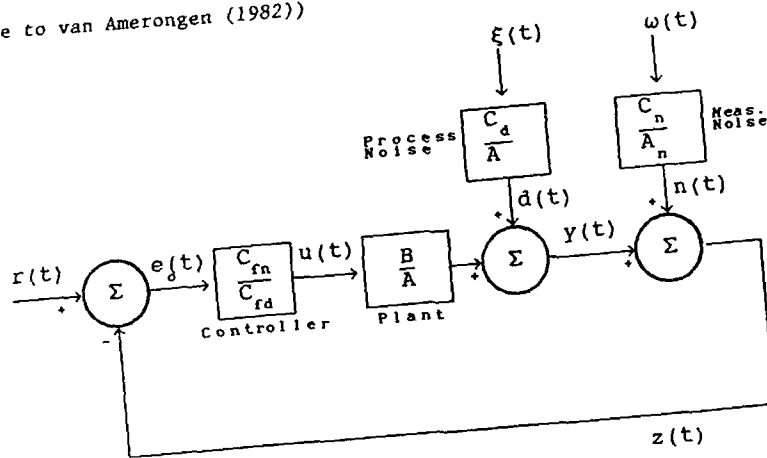 e to van Amerongen (1982))
ξ(t)
ω(t)
Process
Noise
C_d
A
C_n
A_n
Meas.
Noise
d(t)
n(t)
+
+
r(t)
+
Σ
-
e_o(t)
C_fn
C_fd
Controller
u(t)
B
A
Plant
+
Σ
y(t)
+
Σ
z(t)